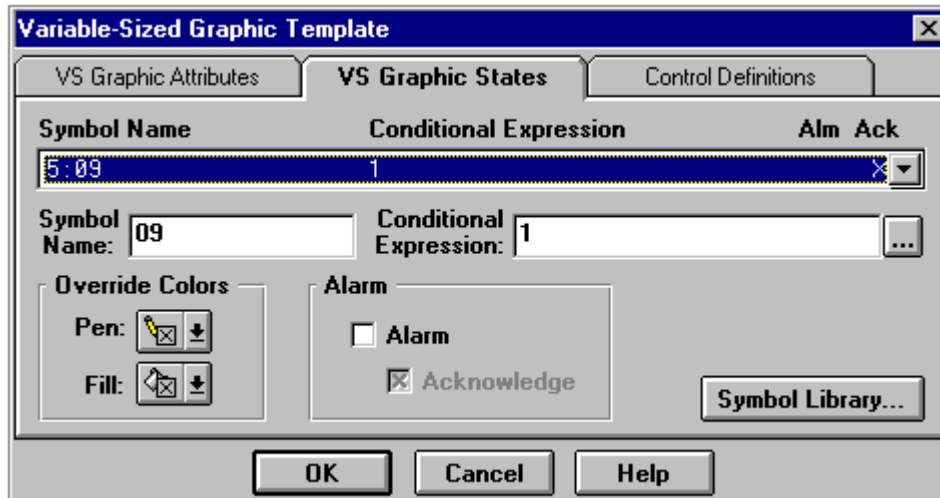 Variable-Sized Graphic Template
VS Graphic Attributes VS Graphic States Control Definitions
Symbol Name Conditional Expression Alm Ack
5:09 1 X
Symbol Name: 09 Conditional Expression: 1 ...
Override Colors Alarm
Pen: Alarm
Fill: Acknowledge
Symbol Library...
OK Cancel Help